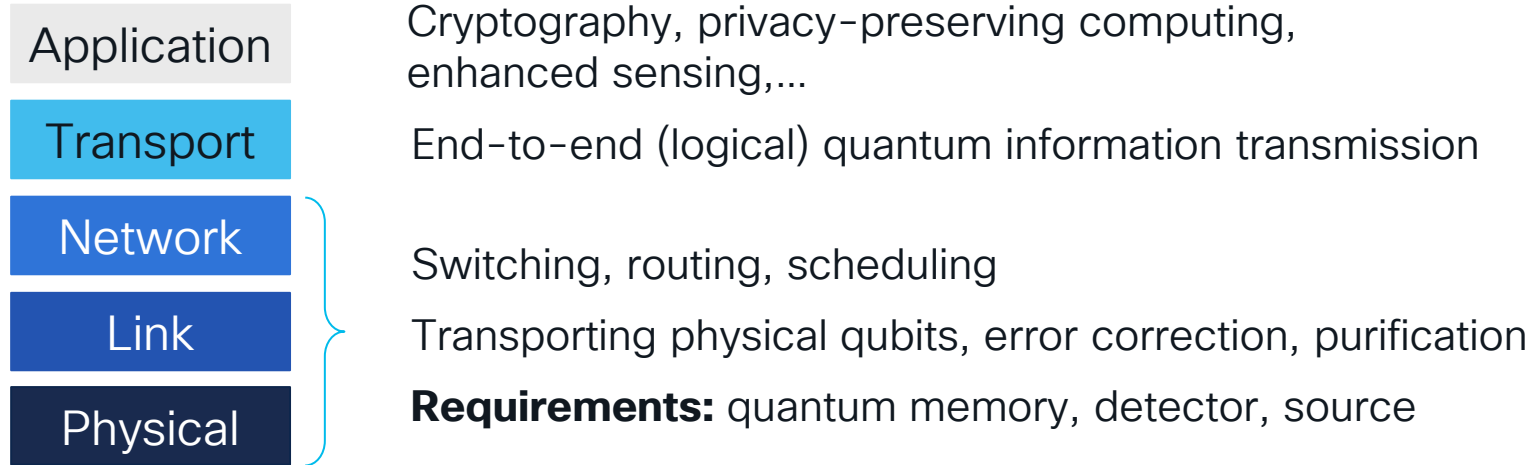 Application
Cryptography, privacy-preserving computing,
enhanced sensing,...
Transport
End-to-end (logical) quantum information transmission
Network
Switching, routing, scheduling
Link
Transporting physical qubits, error correction, purification
Physical
Requirements: quantum memory, detector, source